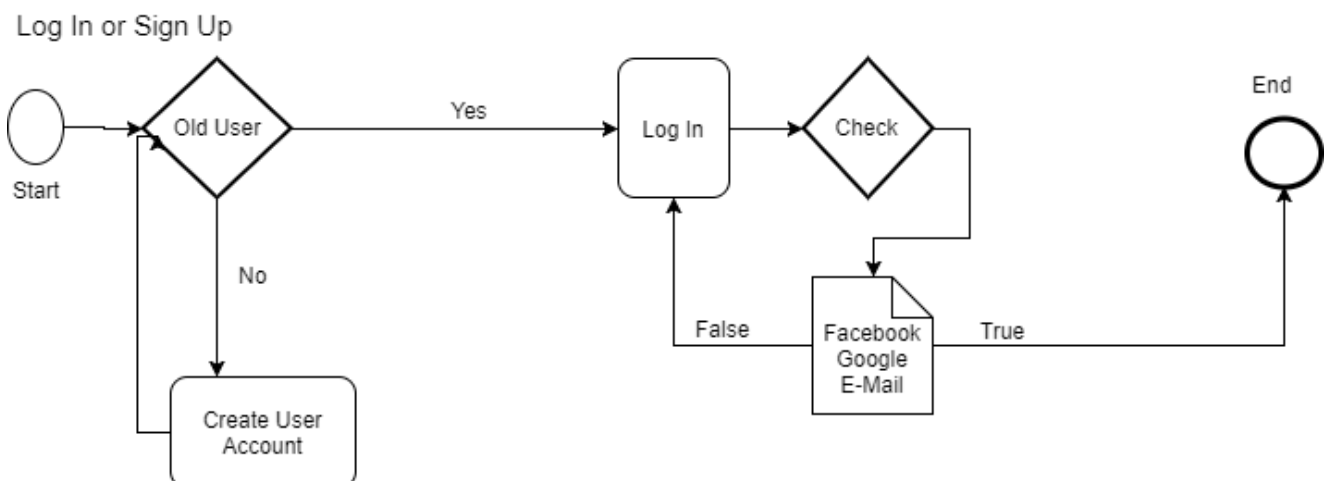 Log In or Sign Up
Start
Old User
Yes
No
Create User
Account
Log In
Check
False
Facebook
Google
E-Mail
True
End